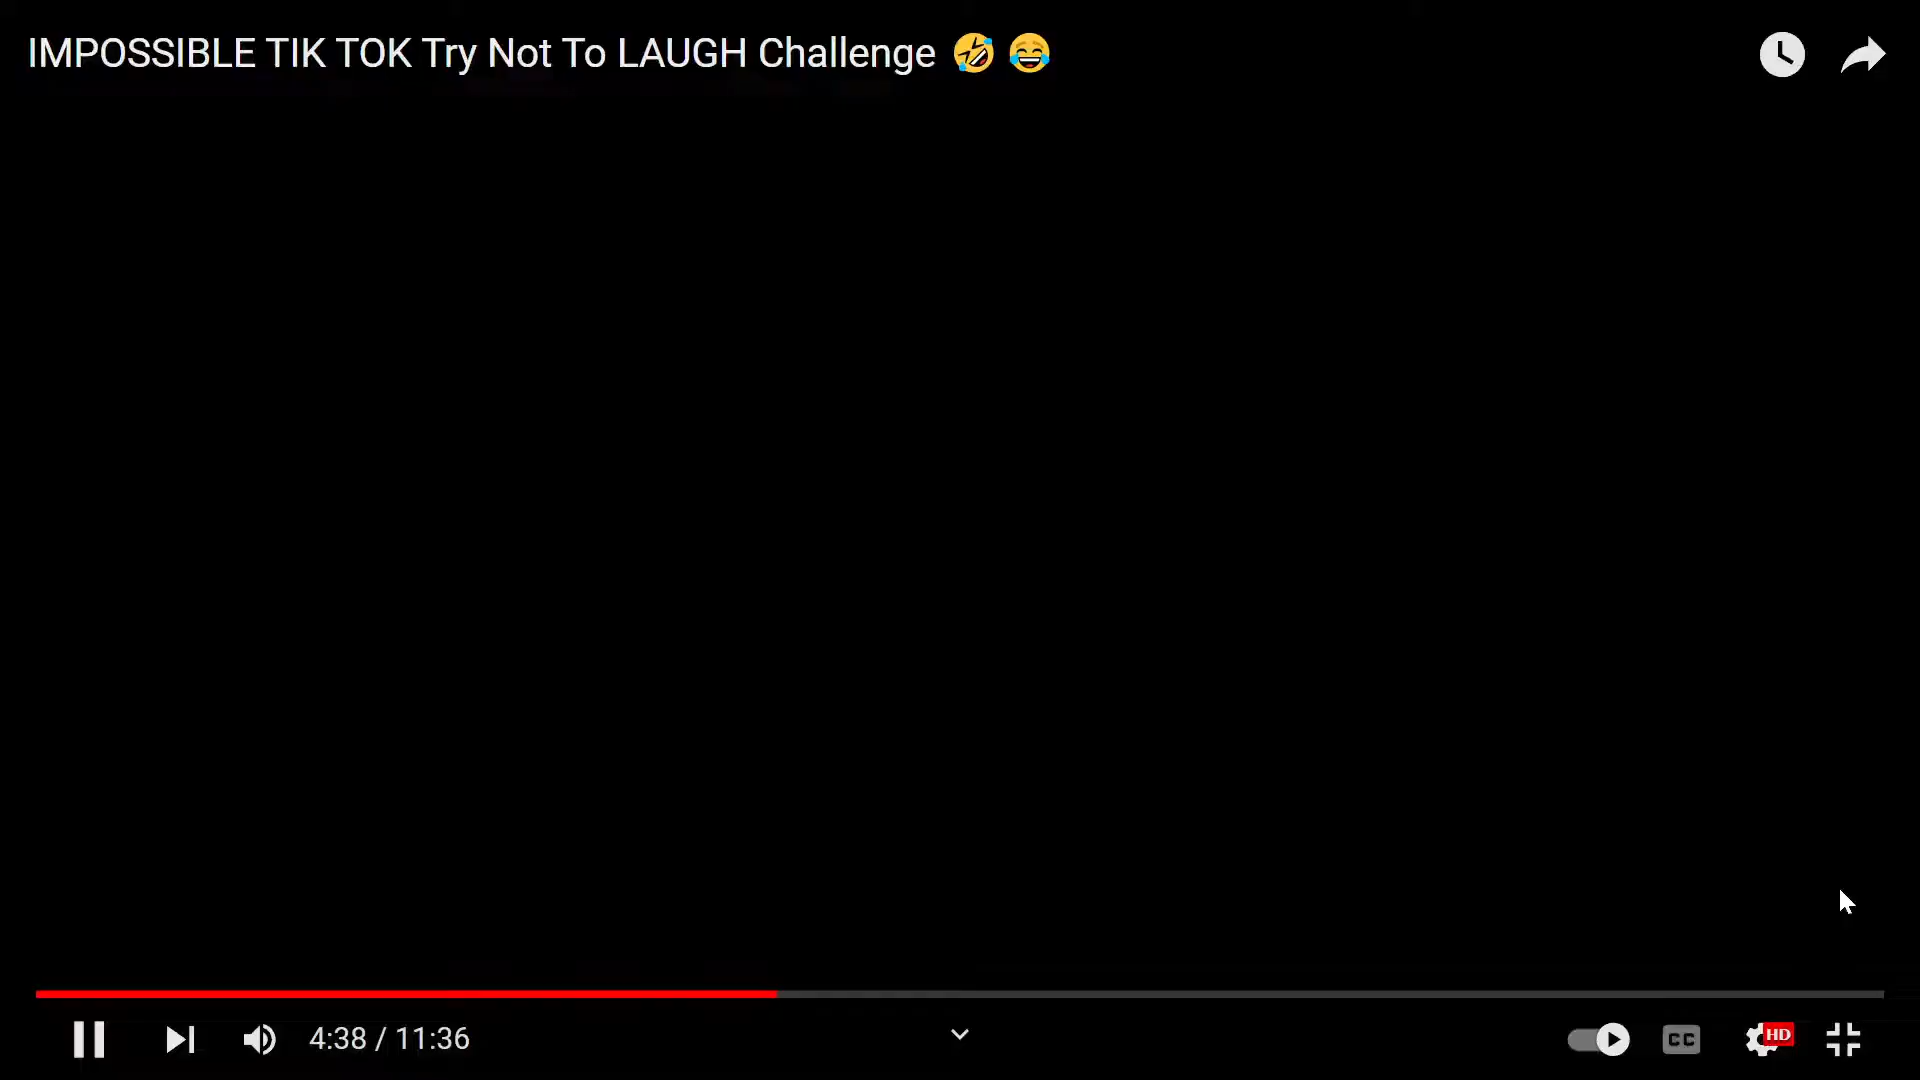 IMPOSSIBLE TIK TOK Try Not To LAUGH Challenge 🤣 😂
4:38 / 11:36
CC
HD